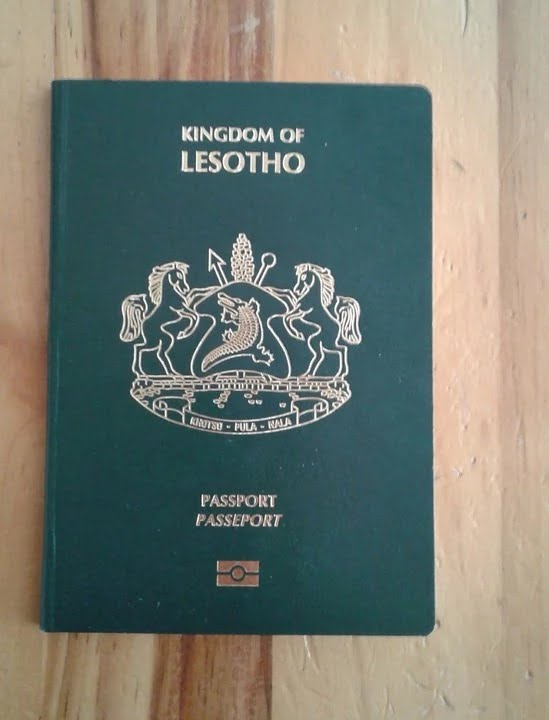 KINGDOM OF
LESOTHO
KHOTSO - PULA - NALA
PASSPORT
PASSEPORT